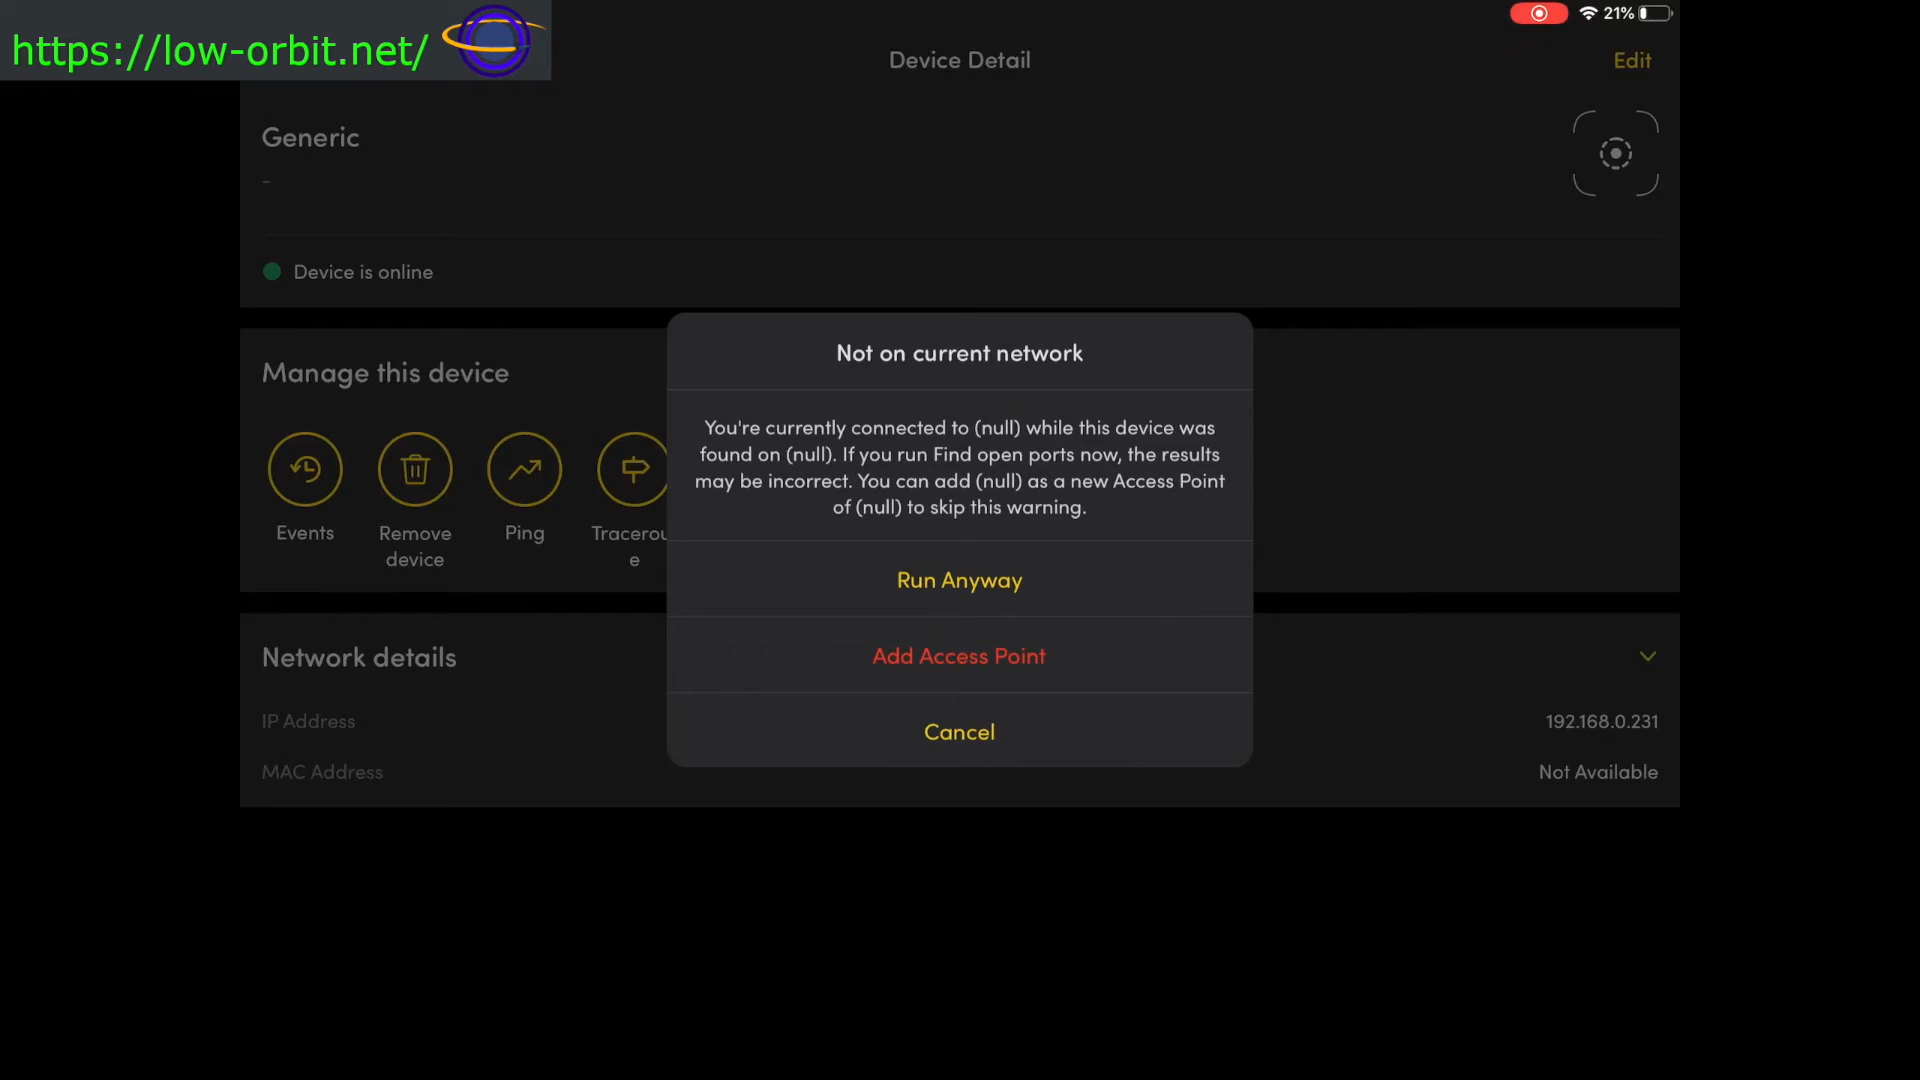 https://low-orbit.net/
21%
Device Detail
Edit
Generic
-
Device is online
Manage this device
Events
Remove
device
Ping
Tracerou
e
Not on current network
You're currently connected to (null) while this device was
found on (null). If you run Find open ports now, the results
may be incorrect. You can add (null) as a new Access Point
of (null) to skip this warning.
Run Anyway
Add Access Point
Cancel
Network details
IP Address
192.168.0.231
MAC Address
Not Available